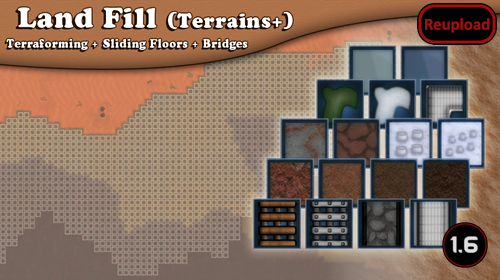 Land Fill (Terrains+)
Reupload
Terraforming + Sliding Floors + Bridges
1.6